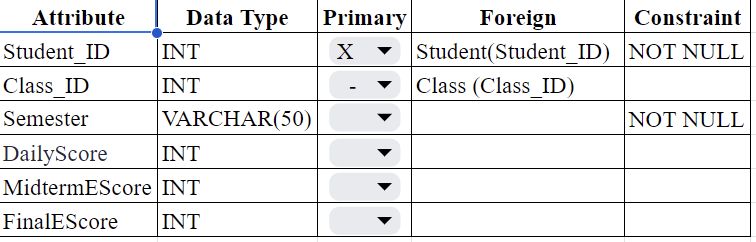 Attribute Data Type Primary Foreign Constraint
Student_ID INT X Student(Student_ID) NOT NULL
Class_ID INT - Class (Class_ID)
Semester VARCHAR(50) NOT NULL
DailyScore INT
MidtermEScore INT
FinalEScore INT